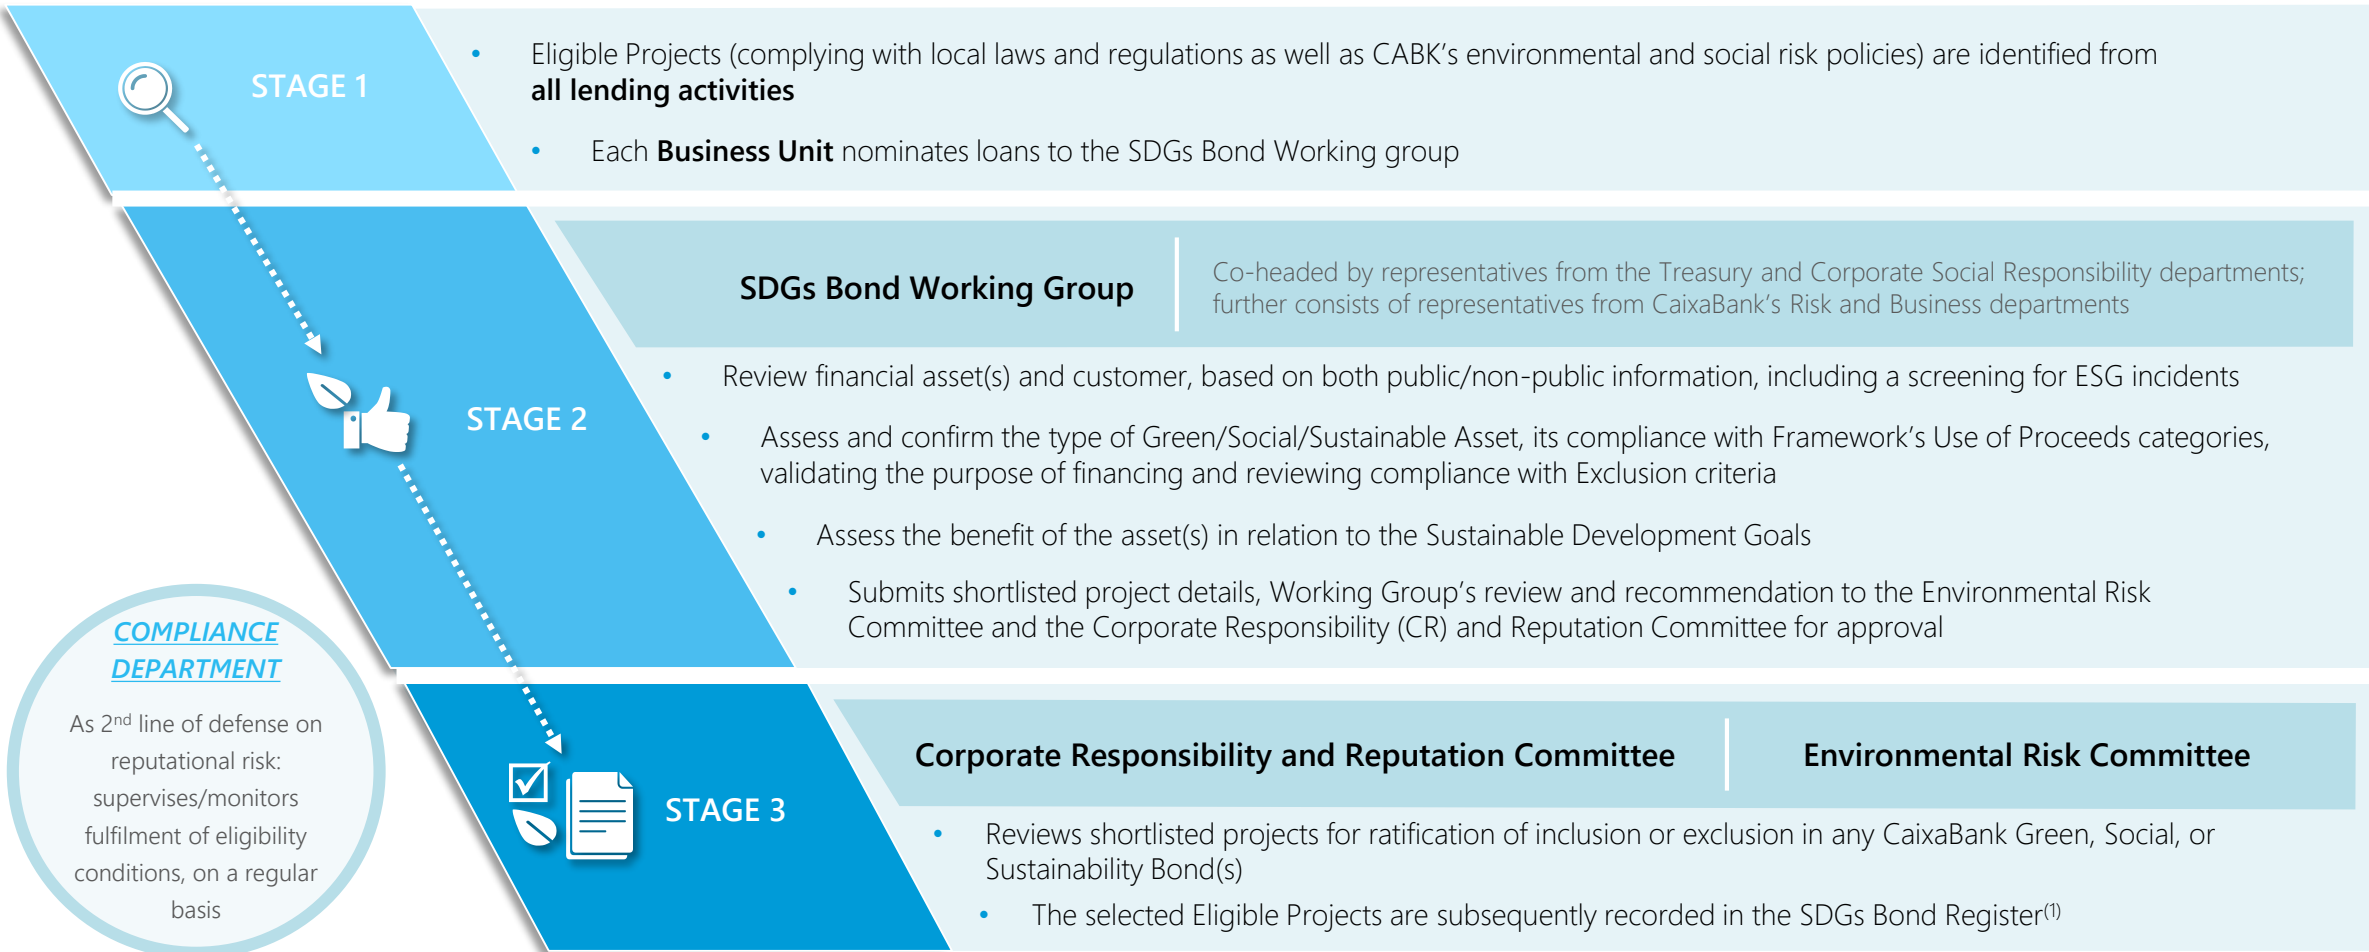 STAGE 1
• Eligible Projects (complying with local laws and regulations as well as CABK's environmental and social risk policies) are identified from
all lending activities
• Each Business Unit nominates loans to the SDGs Bond Working group
STAGE 2
SDGs Bond Working Group
Co-headed by representatives from the Treasury and Corporate Social Responsibility departments;
further consists of representatives from CaixaBank's Risk and Business departments
• Review financial asset(s) and customer, based on both public/non-public information, including a screening for ESG incidents
• Assess and confirm the type of Green/Social/Sustainable Asset, its compliance with Framework's Use of Proceeds categories,
validating the purpose of financing and reviewing compliance with Exclusion criteria
• Assess the benefit of the asset(s) in relation to the Sustainable Development Goals
• Submits shortlisted project details, Working Group's review and recommendation to the Environmental Risk
Committee and the Corporate Responsibility (CR) and Reputation Committee for approval
COMPLIANCE
DEPARTMENT
As 2nd line of defense on
reputational risk:
supervises/monitors
fulfilment of eligibility
conditions, on a regular
basis
STAGE 3
Corporate Responsibility and Reputation Committee
Environmental Risk Committee
• Reviews shortlisted projects for ratification of inclusion or exclusion in any CaixaBank Green, Social, or
Sustainability Bond(s)
• The selected Eligible Projects are subsequently recorded in the SDGs Bond Register(1)